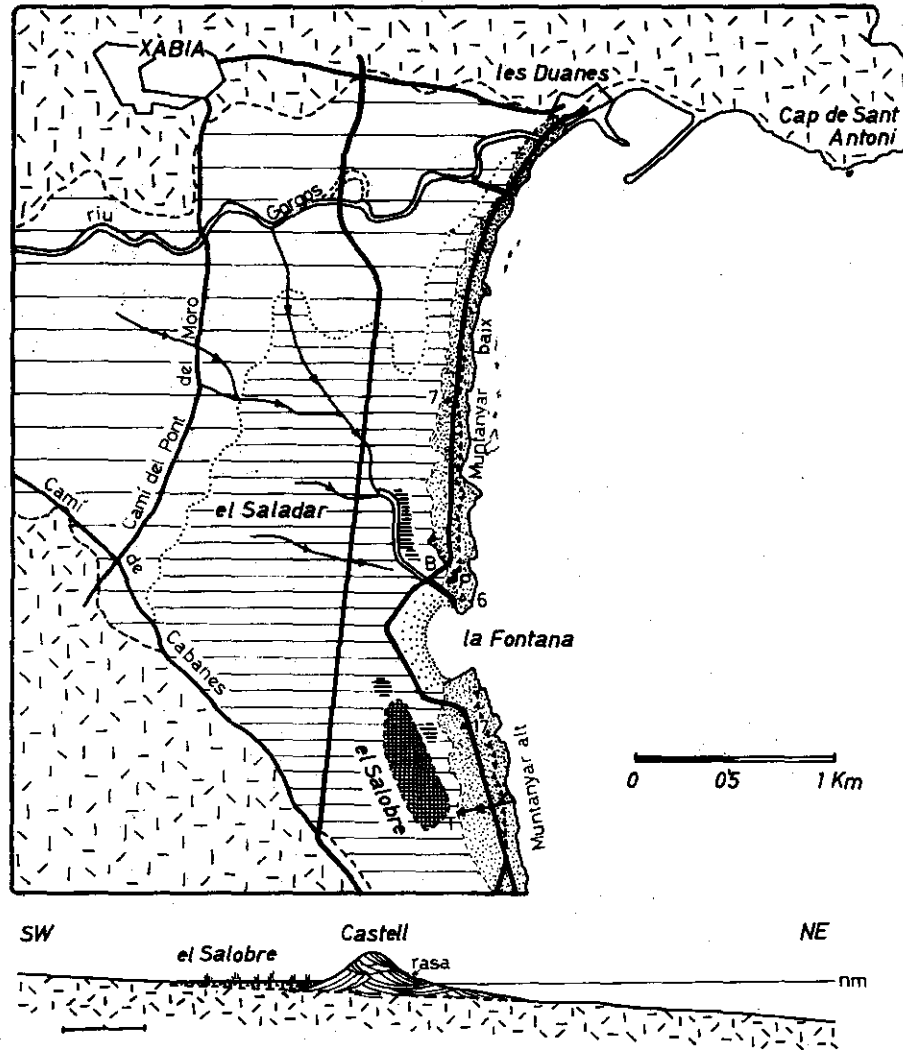 XABIA
les Duanes
Cap de Sant
Antoni
riu
Gorgos
Camí del Pont del Moro
Muntanyar baix
7
Camí de Cabanes
el Saladar
B
6
la Fontana
el Salobre
Muntanyar alt
0 0'5 1 Km
SW Castell NE
el Salobre
rasa
nm